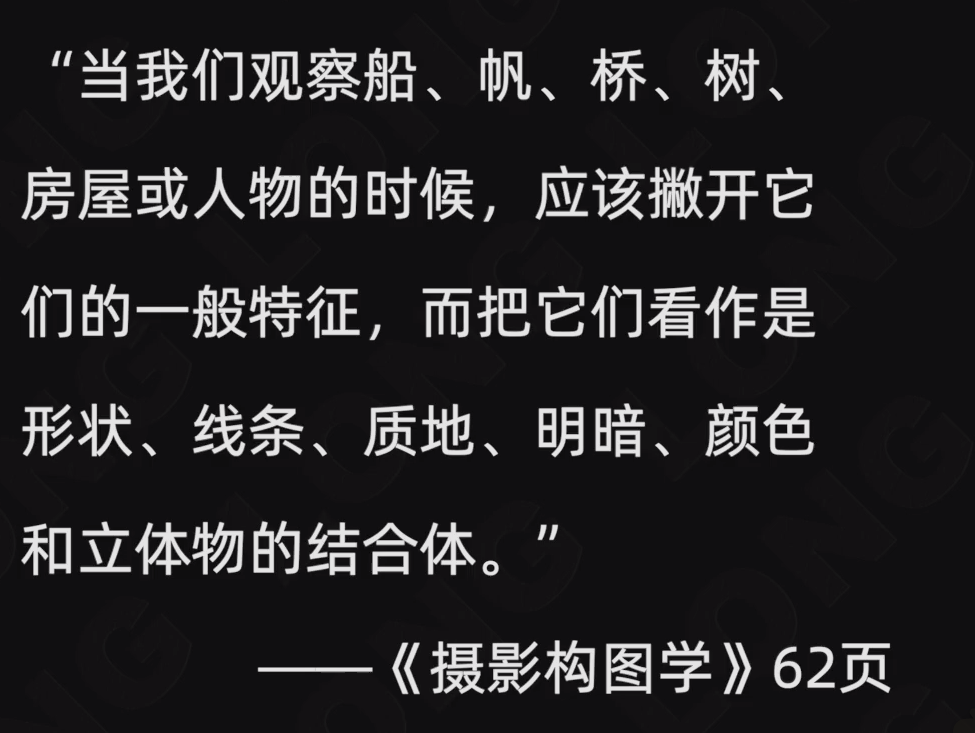 “当我们观察船、帆、桥、树、
房屋或人物的时候，应该撇开它
们的一般特征，而把它们看作是
形状、线条、质地、明暗、颜色
和立体物的结合体。”
——《摄影构图学》62页